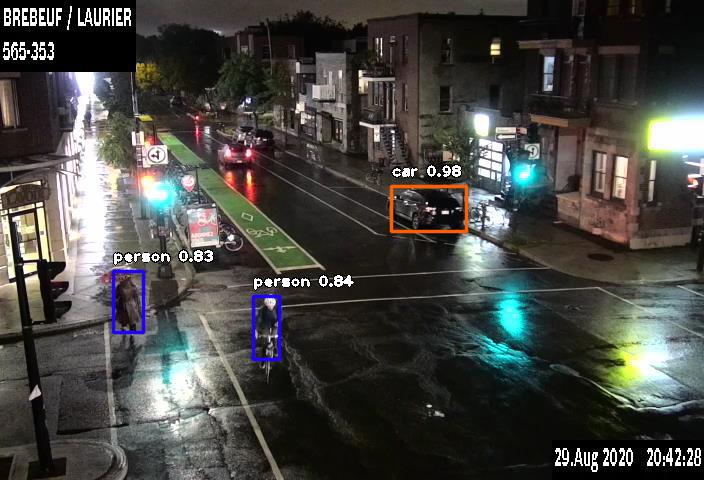 BREBEUF / LAURIER
565-353
car 0.98
person 0.83
person 0.84
29.Aug 2020 20:42:28